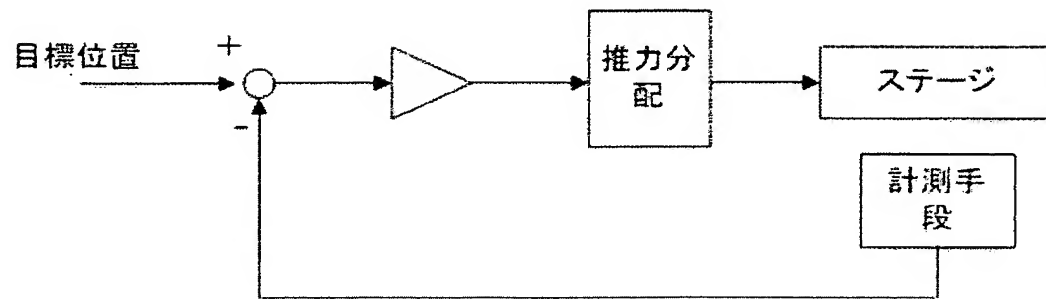 目標位置
+
-
推力分
配
ステージ
計測手
段